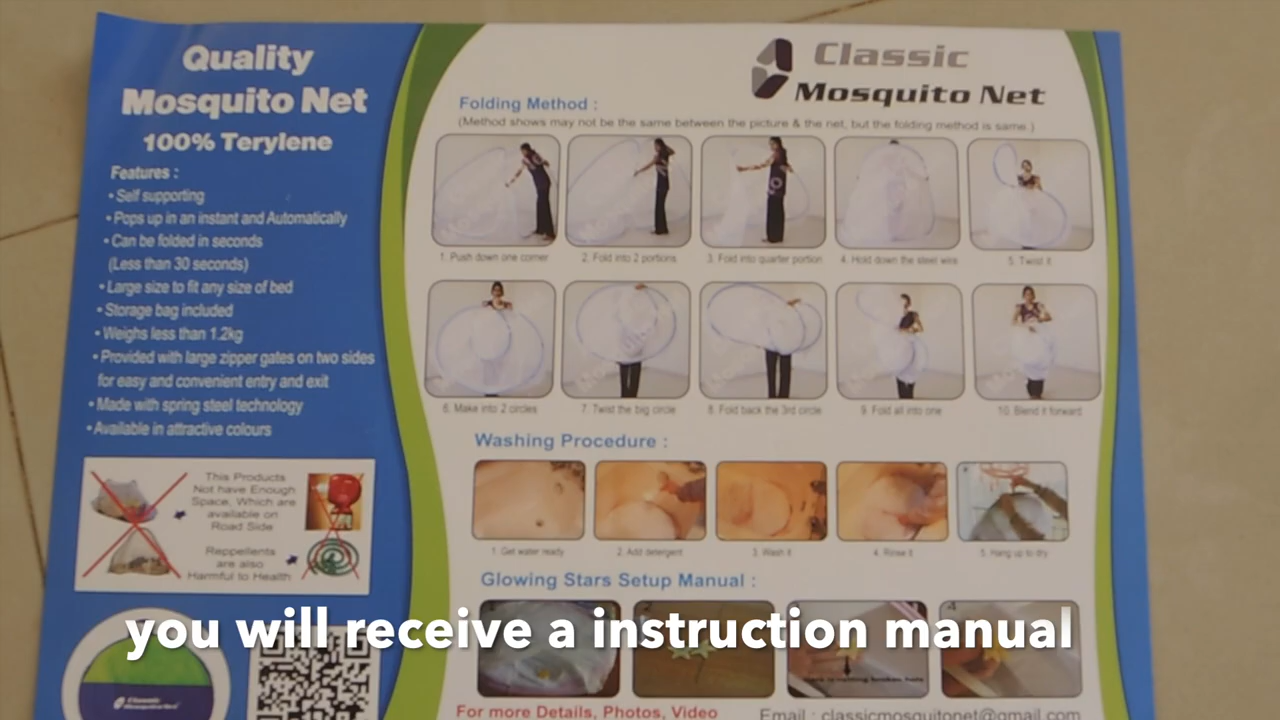 Quality
Mosquito Net
100% Terylene
Features :
• Self supporting
• Pops up in an instant and Automatically
• Can be folded in seconds
(Less than 30 seconds)
• Large size to fit any size of bed
• Storage bag included
• Weighs less than 1.2kg
• Provided with large zipper gates on two sides
for easy and convenient entry and exit
• Made with spring steel technology
• Available in attractive colours
This Products
Not have Enough
Space, Which are
available on
Road Side
Reppellents
are also
Harmful to Health
Classic
Mosquito Net
Classic
Mosquito Net
Folding Method :
(Method shows may not be the same between the picture & the net, but the folding method is same.)
1. Push down one corner
2. Fold into 2 portions
3. Fold into quarter portion
4. Hold down the steel wire
5. Twist it
6. Make into 2 circles
7. Twist the big circle
8. Fold back the 3rd circle
9. Fold all into one
10. Blend it forward
Washing Procedure :
1. Get water ready
2. Add detergent
3. Wash it
4. Rinse it
5. Hang up to dry
Glowing Stars Setup Manual :
4
you will receive a instruction manual
For more Details, Photos, Video
Email : classicmosquitonet@gmail.com